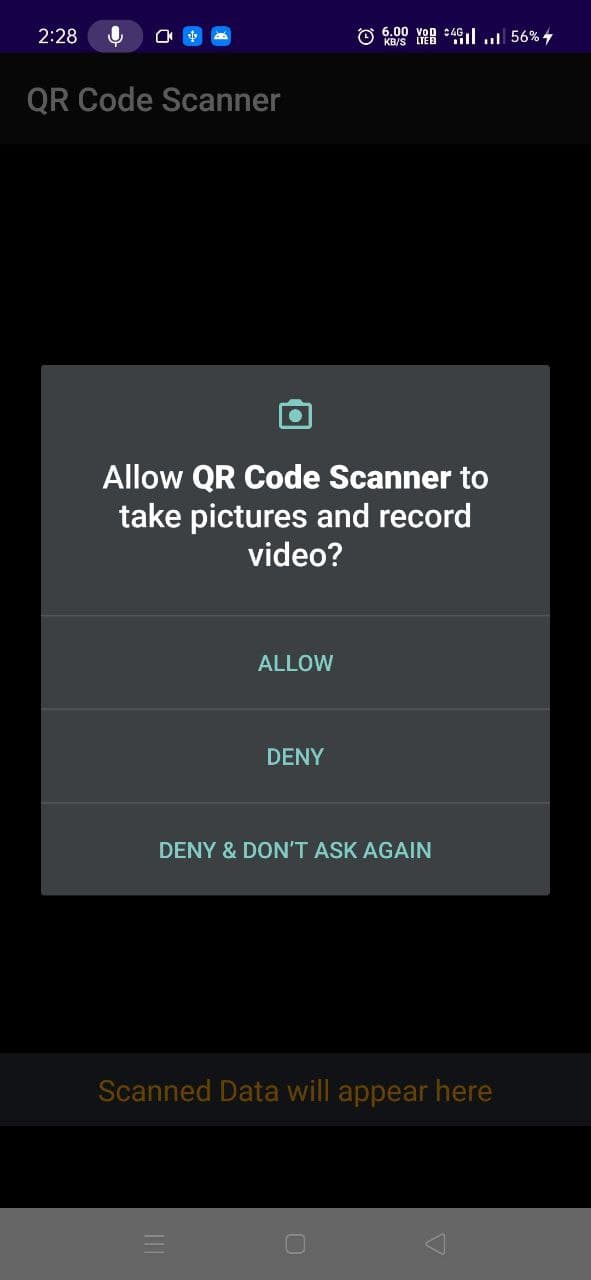 2:28 6.00 KB/S VoD LTE 4G 56%
QR Code Scanner
Allow QR Code Scanner to
take pictures and record
video?
ALLOW
DENY
DENY & DON'T ASK AGAIN
Scanned Data will appear here